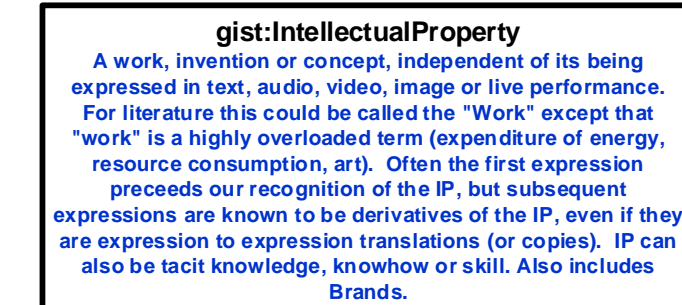 gist:IntellectualProperty
A work, invention or concept, independent of its being
expressed in text, audio, video, image or live performance.
For literature this could be called the "Work" except that
"work" is a highly overloaded term (expenditure of energy,
resource consumption, art).  Often the first expression
preceeds our recognition of the IP, but subsequent
expressions are known to be derivatives of the IP, even if they
are expression to expression translations (or copies).  IP can
also be tacit knowledge, knowhow or skill. Also includes
Brands.